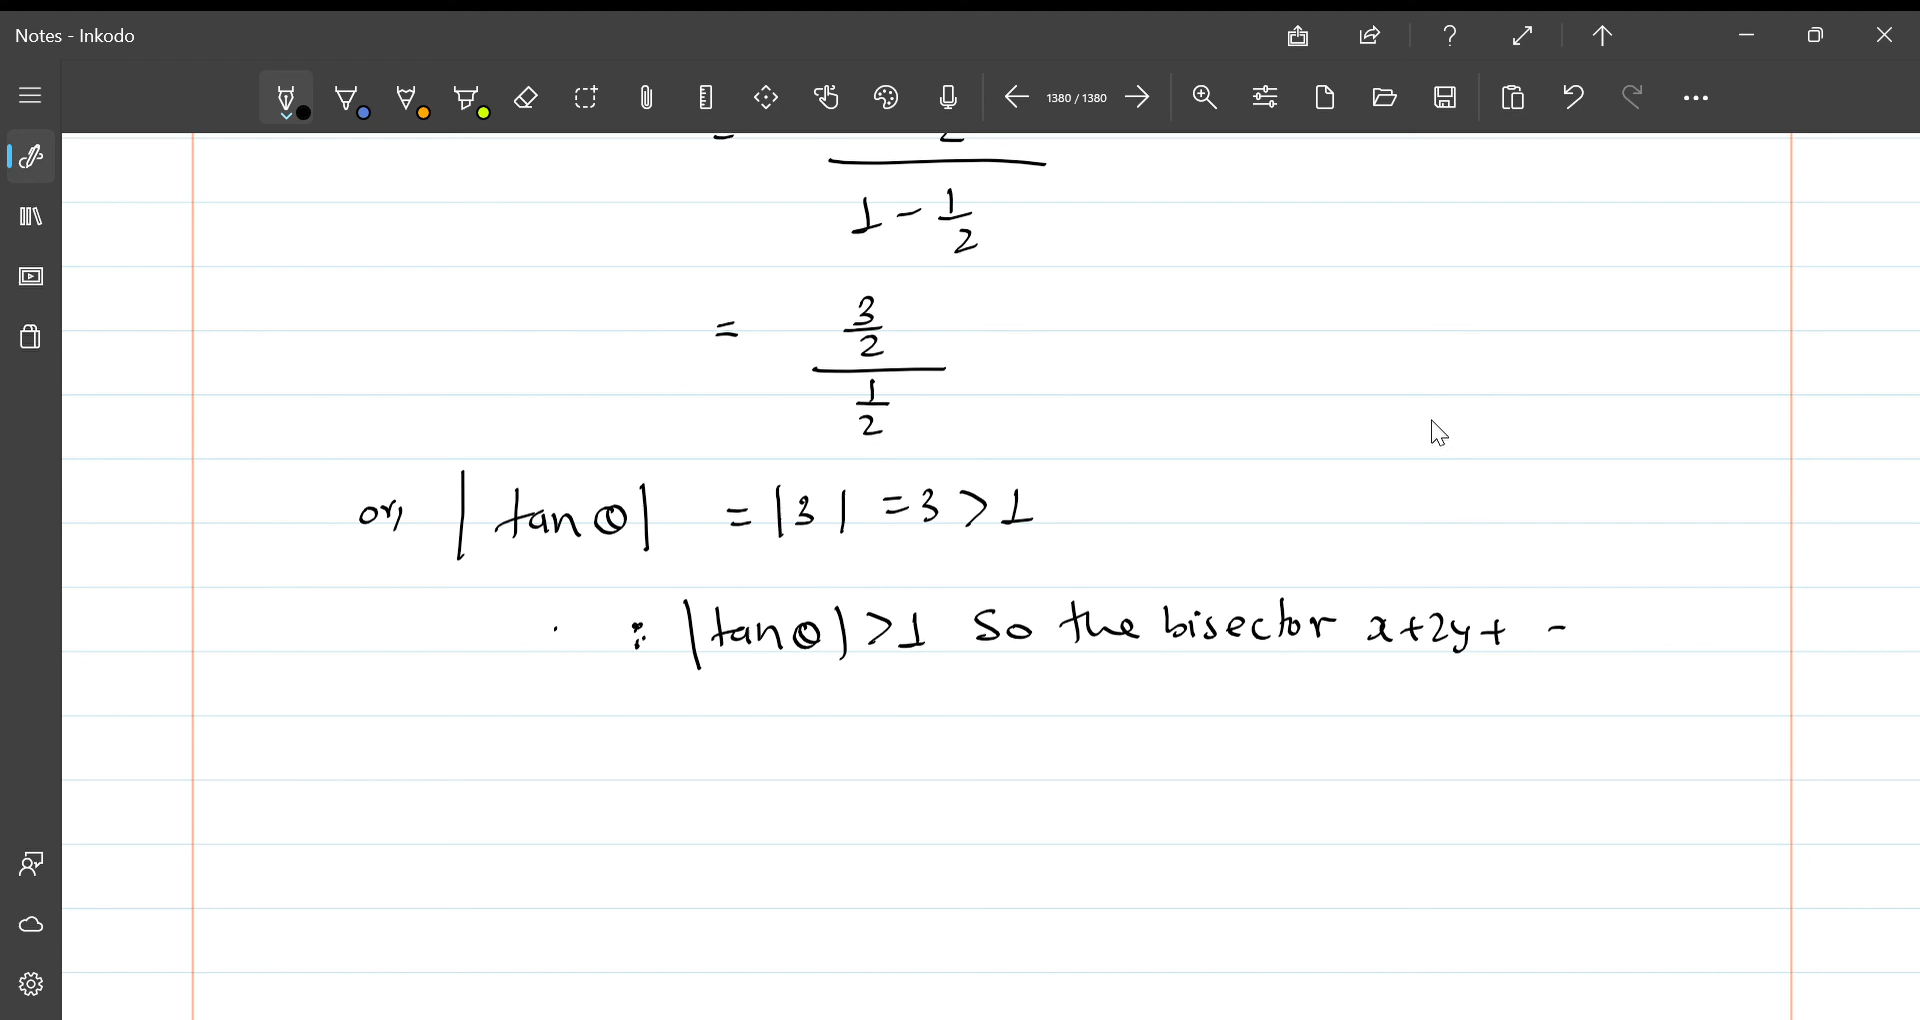 Notes - Inkodo
1380 / 1380
=
1 - 1/2
= 3/2 / 1/2
or, |tan θ| = |3| = 3 > 1
∴ |tan θ| > 1 So the bisector x+2y+ -